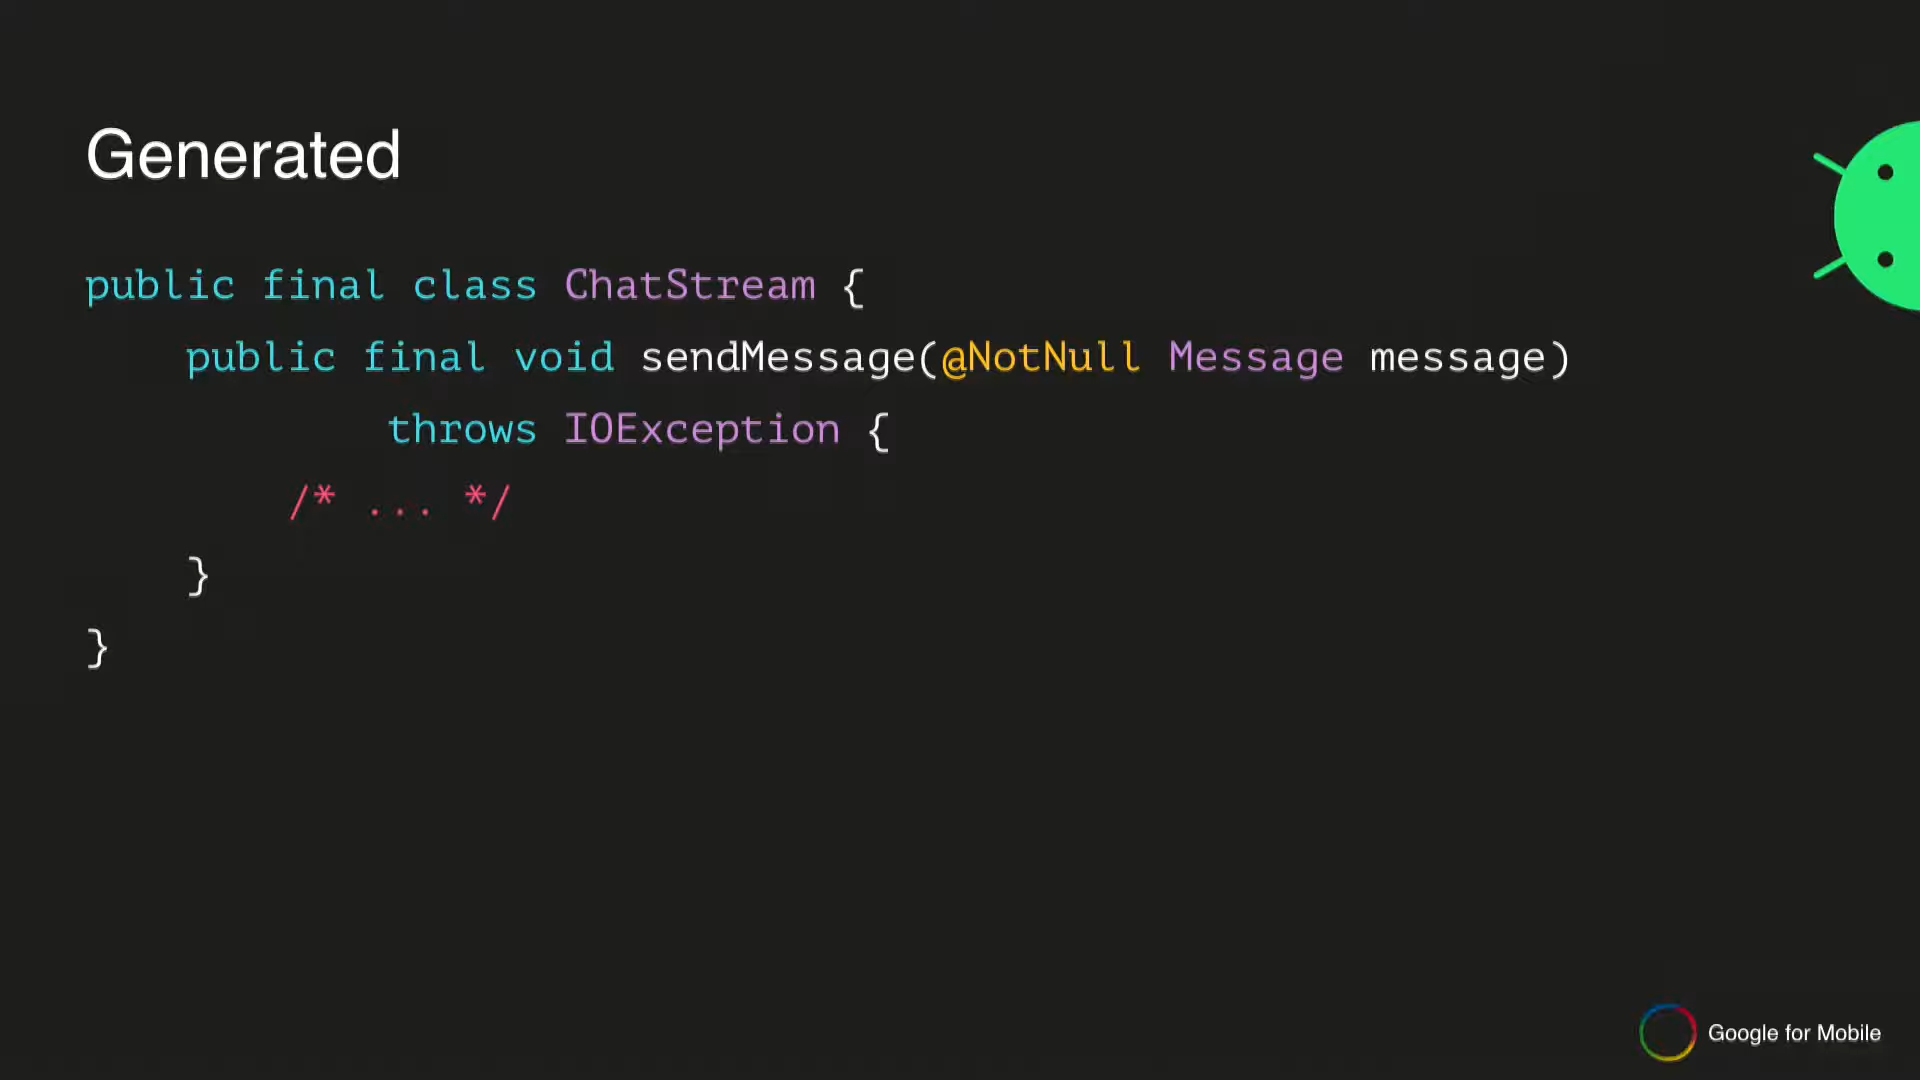 Generated
public final class ChatStream {
    public final void sendMessage(@NotNull Message message)
            throws IOException {
        /* ... */
    }
}
Google for Mobile